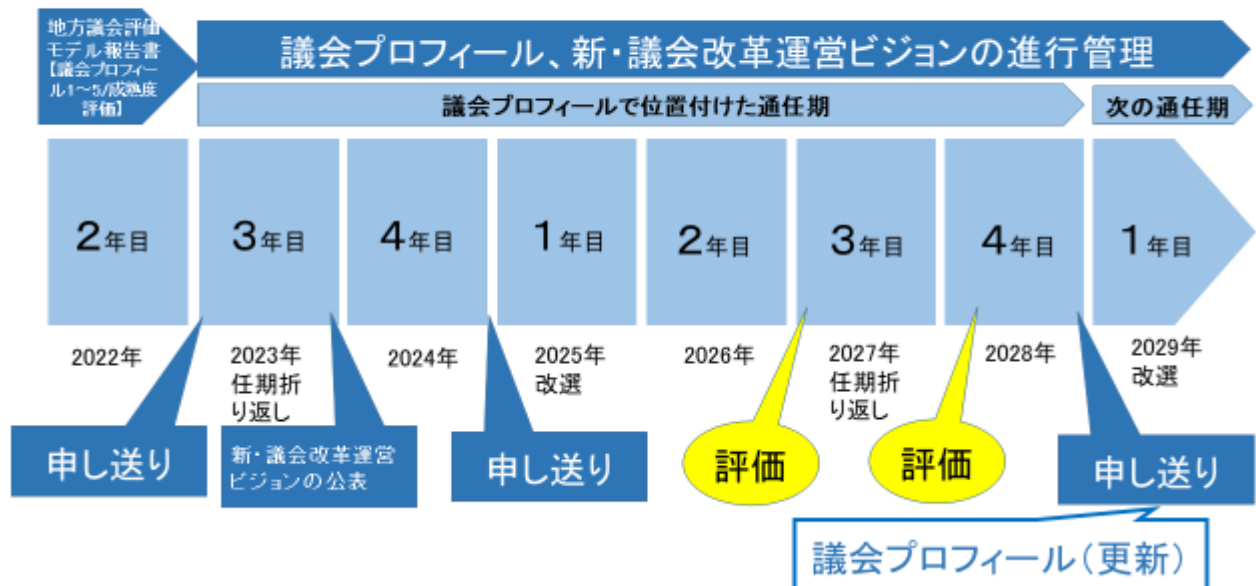 地方議会評価
モデル報告書
【議会プロフィー
ル1～5/成熟度
評価】
議会プロフィール、新・議会改革運営ビジョンの進行管理
議会プロフィールで位置付けた通任期
次の通任期
2年目
3年目
4年目
1年目
2年目
3年目
4年目
1年目
2022年
2023年
任期折
り返し
2024年
2025年
改選
2026年
2027年
任期折
り返し
2028年
2029年
改選
申し送り
新・議会改革運営
ビジョンの公表
申し送り
評価
評価
申し送り
議会プロフィール(更新)